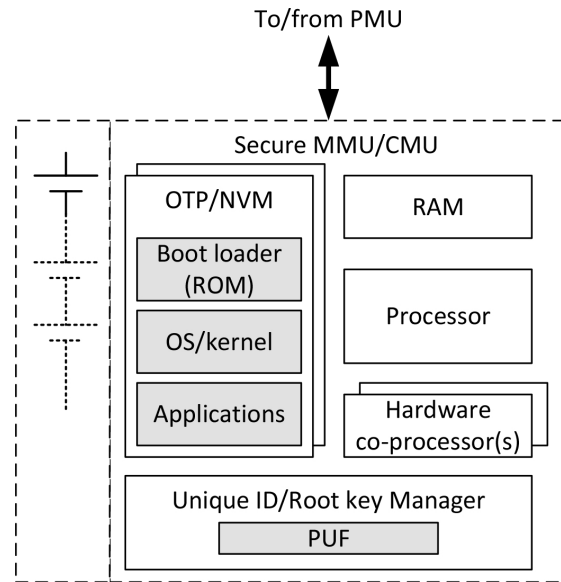 To/from PMU
Secure MMU/CMU
OTP/NVM
Boot loader
(ROM)
OS/kernel
Applications
RAM
Processor
Hardware
co-processor(s)
Unique ID/Root key Manager
PUF